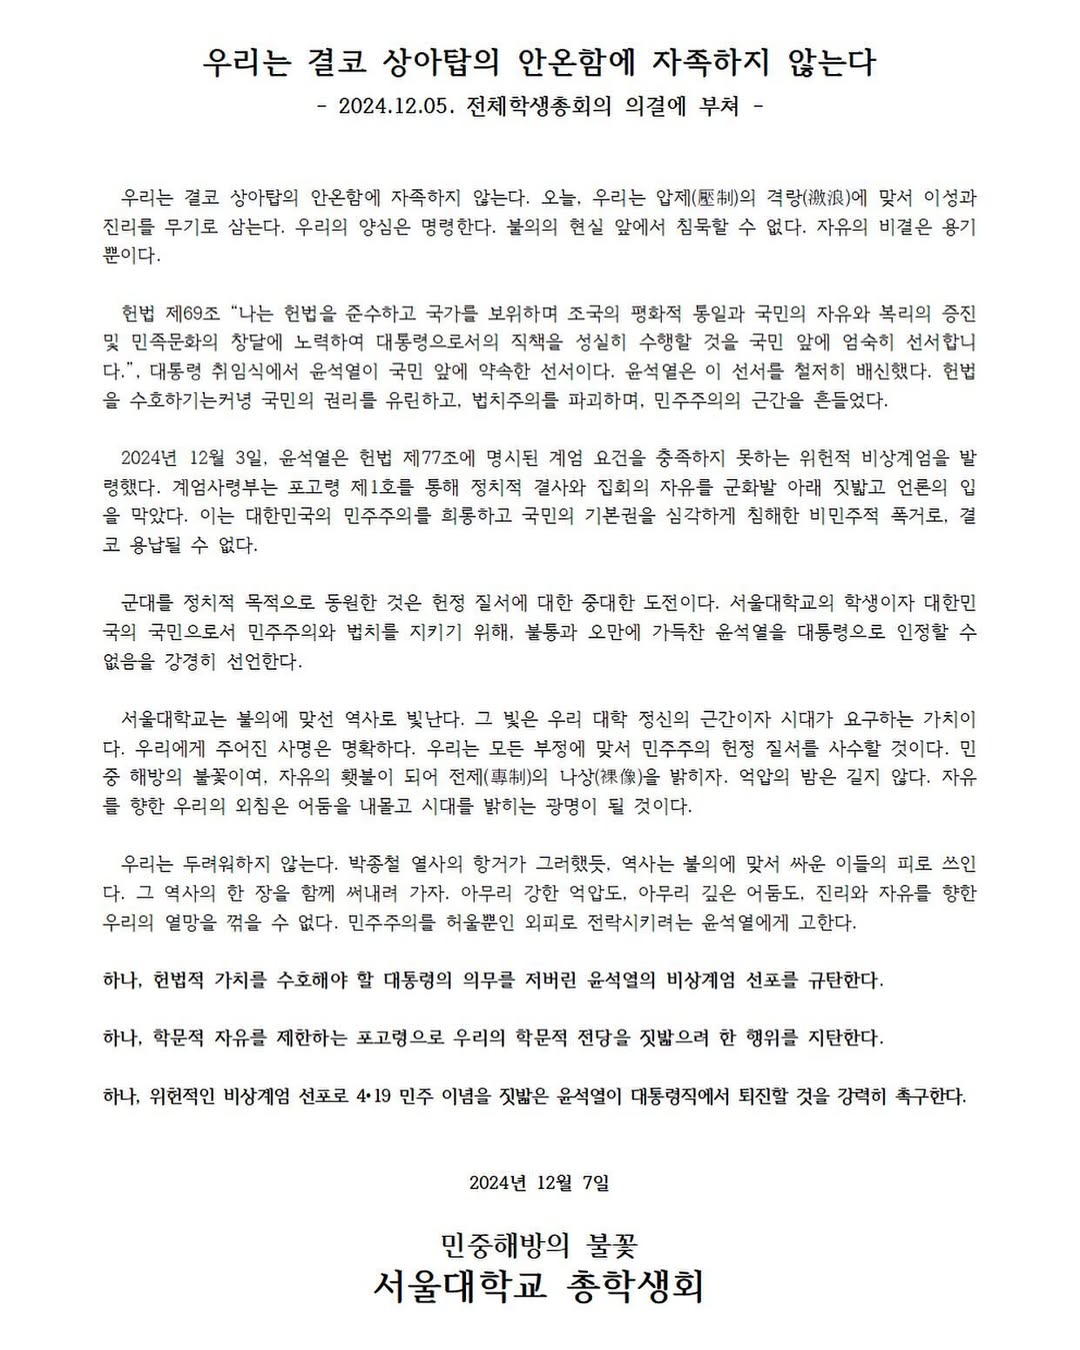 우리는 결코 상아탑의 안온함에 자족하지 않는다
- 2024.12.05. 전체학생총회의 의결에 부쳐 -
우리는 결코 상아탑의 안온함에 자족하지 않는다. 오늘, 우리는 압제(壓制)의 격랑(激浪)에 맞서 이성과
진리를 무기로 삼는다. 우리의 양심은 명령한다. 불의의 현실 앞에서 침묵할 수 없다. 자유의 비결은 용기
뿐이다.
헌법 제69조 “나는 헌법을 준수하고 국가를 보위하며 조국의 평화적 통일과 국민의 자유와 복리의 증진
및 민족문화의 창달에 노력하여 대통령으로서의 직책을 성실히 수행할 것을 국민 앞에 엄숙히 선서합니
다.”, 대통령 취임식에서 윤석열이 국민 앞에 약속한 선서이다. 윤석열은 이 선서를 철저히 배신했다. 헌법
을 수호하기는커녕 국민의 권리를 유린하고, 법치주의를 파괴하며, 민주주의의 근간을 흔들었다.
2024년 12월 3일, 윤석열은 헌법 제77조에 명시된 계엄 요건을 충족하지 못하는 위헌적 비상계엄을 발
령했다. 계엄사령부는 포고령 제1호를 통해 정치적 결사와 집회의 자유를 군홧발 아래 짓밟고 언론의 입
을 막았다. 이는 대한민국의 민주주의를 희롱하고 국민의 기본권을 심각하게 침해한 비민주적 폭거로, 결
코 용납될 수 없다.
군대를 정치적 목적으로 동원한 것은 헌정 질서에 대한 중대한 도전이다. 서울대학교의 학생이자 대한민
국의 국민으로서 민주주의와 법치를 지키기 위해, 불통과 오만에 가득찬 윤석열을 대통령으로 인정할 수
없음을 강경히 선언한다.
서울대학교는 불의에 맞선 역사로 빛난다. 그 빛은 우리 대학 정신의 근간이자 시대가 요구하는 가치이
다. 우리에게 주어진 사명은 명확하다. 우리는 모든 부정에 맞서 민주주의 헌정 질서를 사수할 것이다. 민
중 해방의 불꽃이여, 자유의 횃불이 되어 전제(專制)의 나상(裸像)을 밝히자. 억압의 밤은 길지 않다. 자유
를 향한 우리의 외침은 어둠을 내몰고 시대를 밝히는 광명이 될 것이다.
우리는 두려워하지 않는다. 박종철 열사의 항거가 그러했듯, 역사는 불의에 맞서 싸운 이들의 피로 쓰인
다. 그 역사의 한 장을 함께 써내려 가자. 아무리 강한 억압도, 아무리 깊은 어둠도, 진리와 자유를 향한
우리의 열망을 꺾을 수 없다. 민주주의를 허울뿐인 외피로 전락시키려는 윤석열에게 고한다.
하나, 헌법적 가치를 수호해야 할 대통령의 의무를 저버린 윤석열의 비상계엄 선포를 규탄한다.
하나, 학문적 자유를 제한하는 포고령으로 우리의 학문적 전당을 짓밟으려 한 행위를 지탄한다.
하나, 위헌적인 비상계엄 선포로 4·19 민주 이념을 짓밟은 윤석열이 대통령직에서 퇴진할 것을 강력히 촉구한다.
2024년 12월 7일
민중해방의 불꽃
서울대학교 총학생회